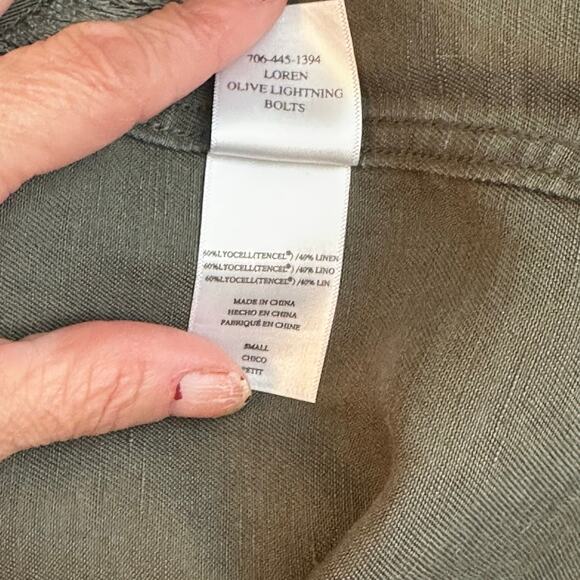 706-445-1394
LOREN
OLIVE LIGHTNING
BOLTS
60%LYOCELL(TENCEL®) /40% LINEN
60%LYOCELL(TENCEL®) /40% LINO
60%LYOCELL(TENCEL®) /40% LIN
MADE IN CHINA
HECHO EN CHINA
FABRIQUÉ EN CHINE
SMALL
CHICO
PETIT